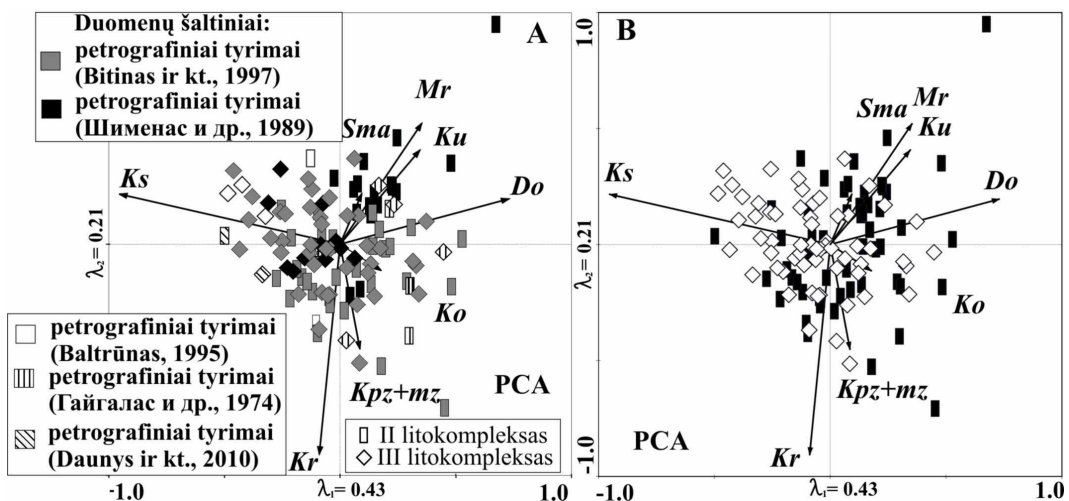 Duomenų šaltiniai:
petrografiniai tyrimai
(Bitinas ir kt., 1997)
petrografiniai tyrimai
(Шименас и др., 1989)
A
Mr
Sma
Ku
Ks
Do
λ₂= 0.21
Ko
petrografiniai tyrimai
(Baltrūnas, 1995)
petrografiniai tyrimai
(Гайгалас и др., 1974)
petrografiniai tyrimai
(Daunys ir kt., 2010)
Kpz+mz
PCA
Kr
II litokompleksas
III litokompleksas
-1.0
λ₁= 0.43
1.0
B
1.0
Sma
Mr
Ku
Ks
Do
λ₂= 0.21
Ko
Kpz+mz
PCA
Kr
-1.0
-1.0
λ₁= 0.43
1.0